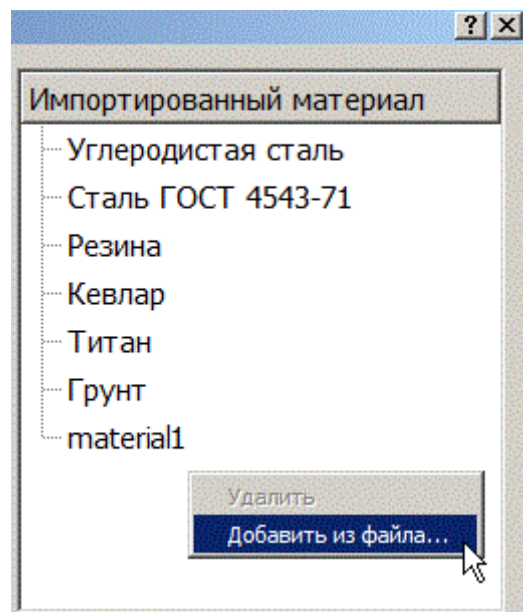 Импортированный материал
Углеродистая сталь
Сталь ГОСТ 4543-71
Резина
Кевлар
Титан
Грунт
material1
Удалить
Добавить из файла...